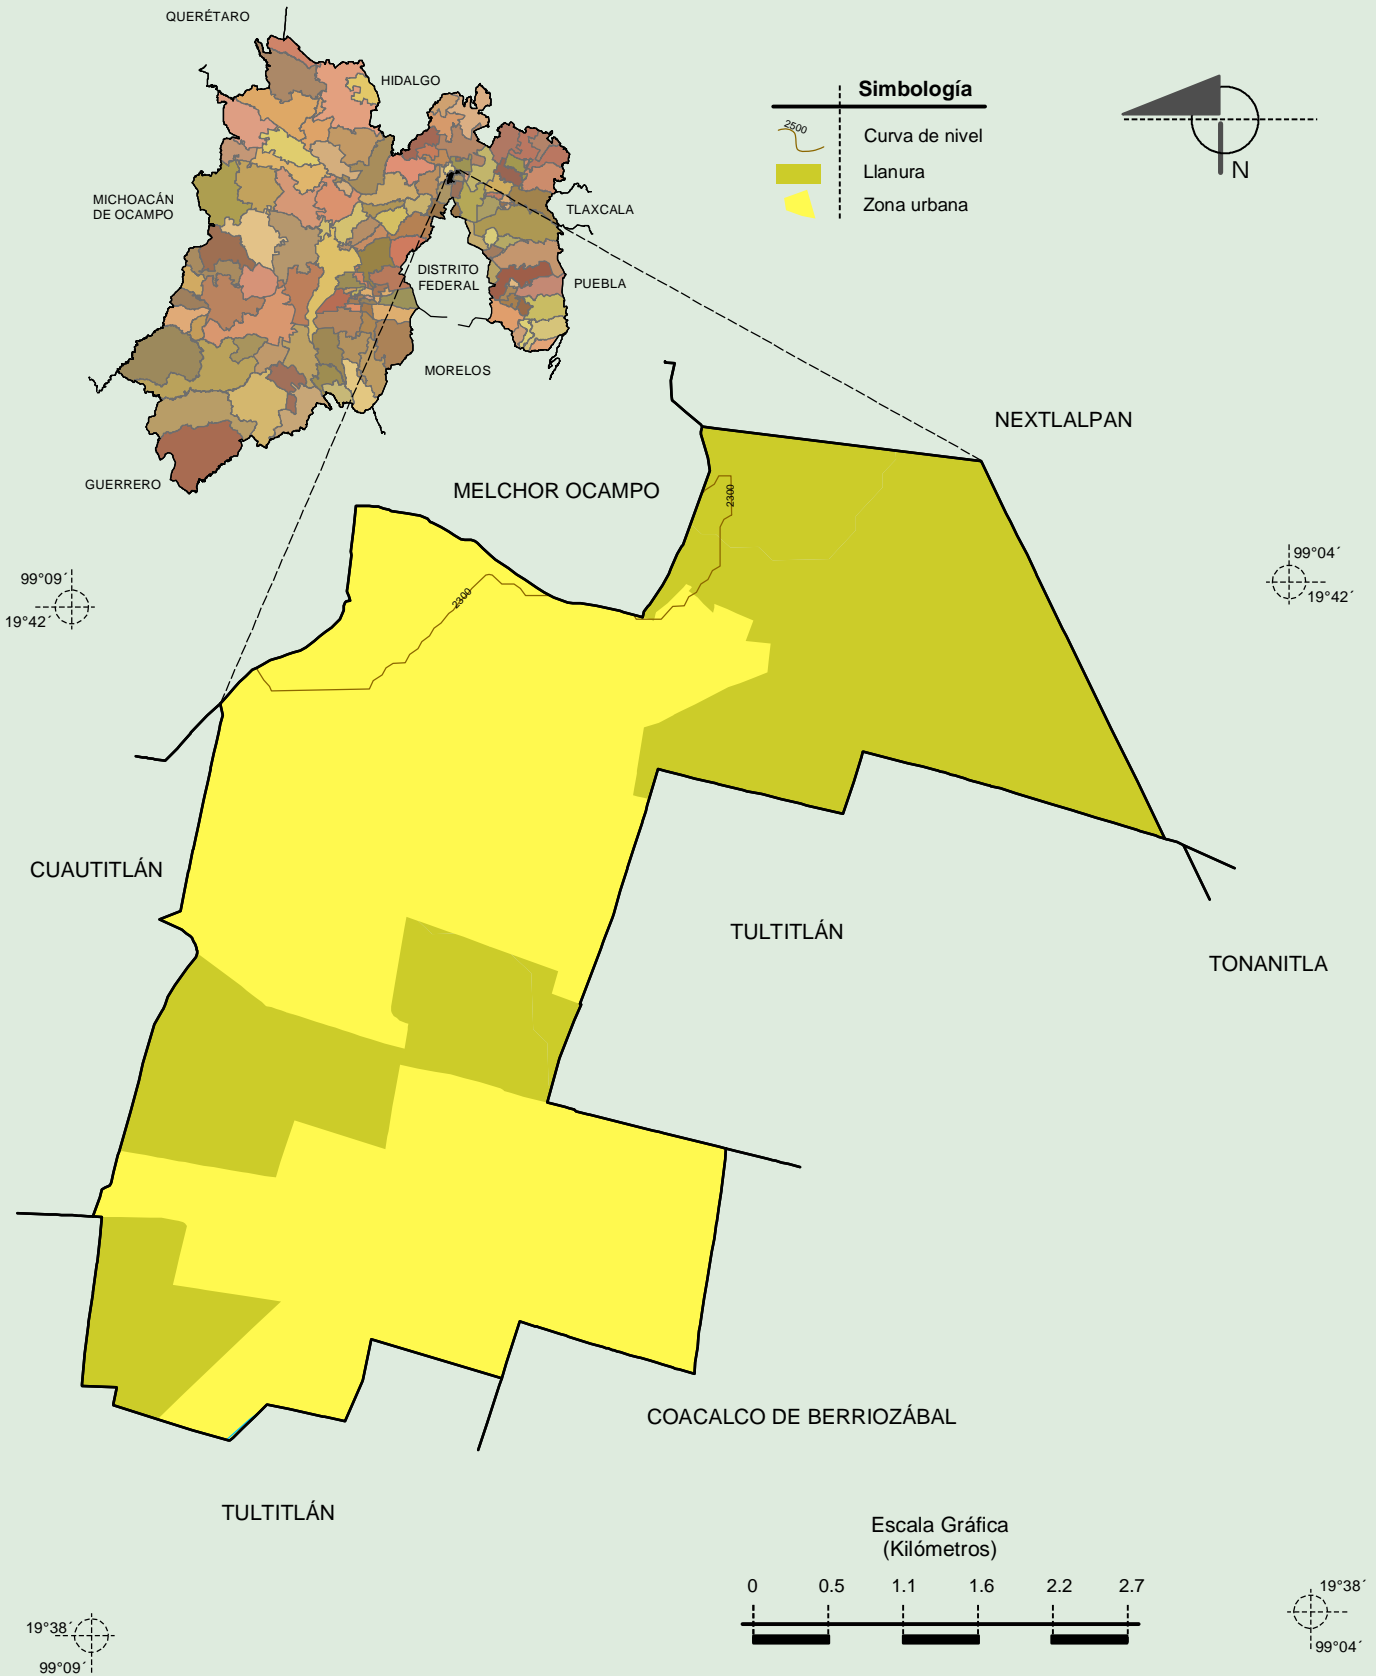 QUERÉTARO
HIDALGO
MICHOACÁN
DE OCAMPO
TLAXCALA
DISTRITO
FEDERAL
PUEBLA
MORELOS
GUERRERO
Simbología
2500
Curva de nivel
Llanura
Zona urbana
N
NEXTLALPAN
MELCHOR OCAMPO
2300
2300
99°09´
19°42´
99°04´
19°42´
CUAUTITLÁN
TULTITLÁN
TONANITLA
COACALCO DE BERRIOZÁBAL
TULTITLÁN
Escala Gráfica
(Kilómetros)
0 0.5 1.1 1.6 2.2 2.7
19°38´
99°09´
19°38´
99°04´